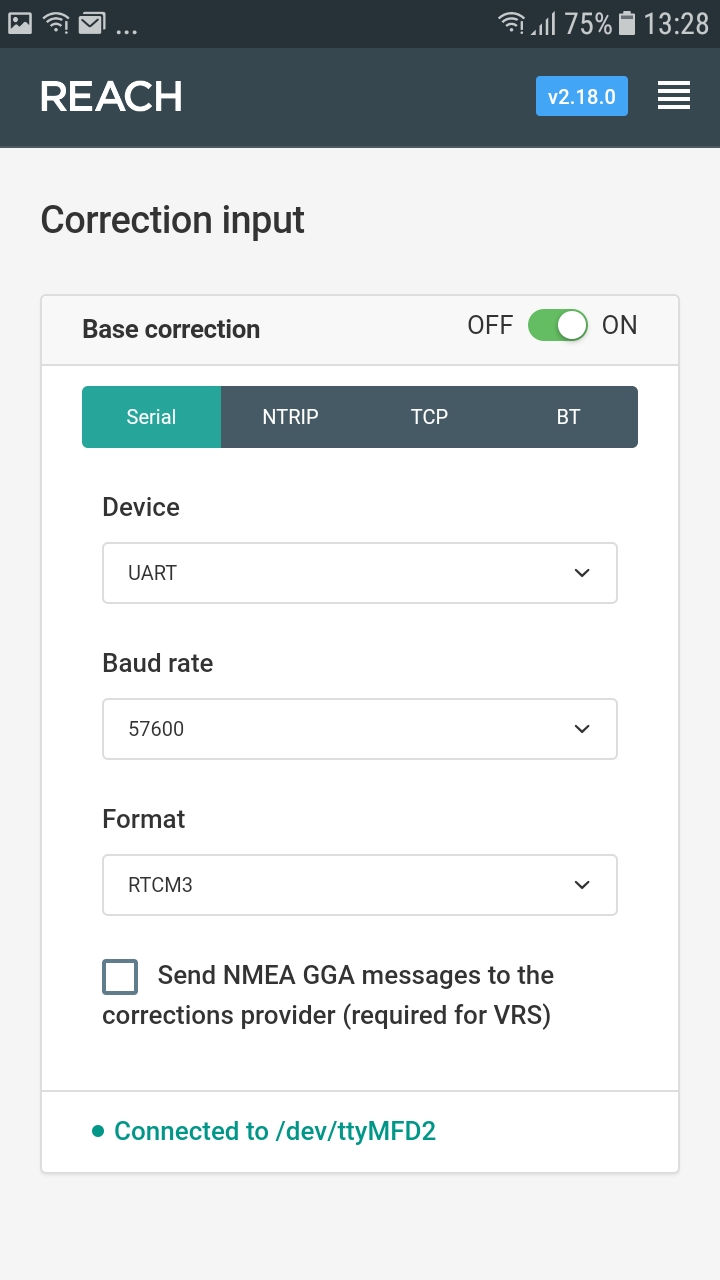 ... 75% 13:28
REACH v2.18.0
Correction input
Base correction OFF ON
Serial NTRIP TCP BT
Device
UART
Baud rate
57600
Format
RTCM3
Send NMEA GGA messages to the
corrections provider (required for VRS)
Connected to /dev/ttyMFD2